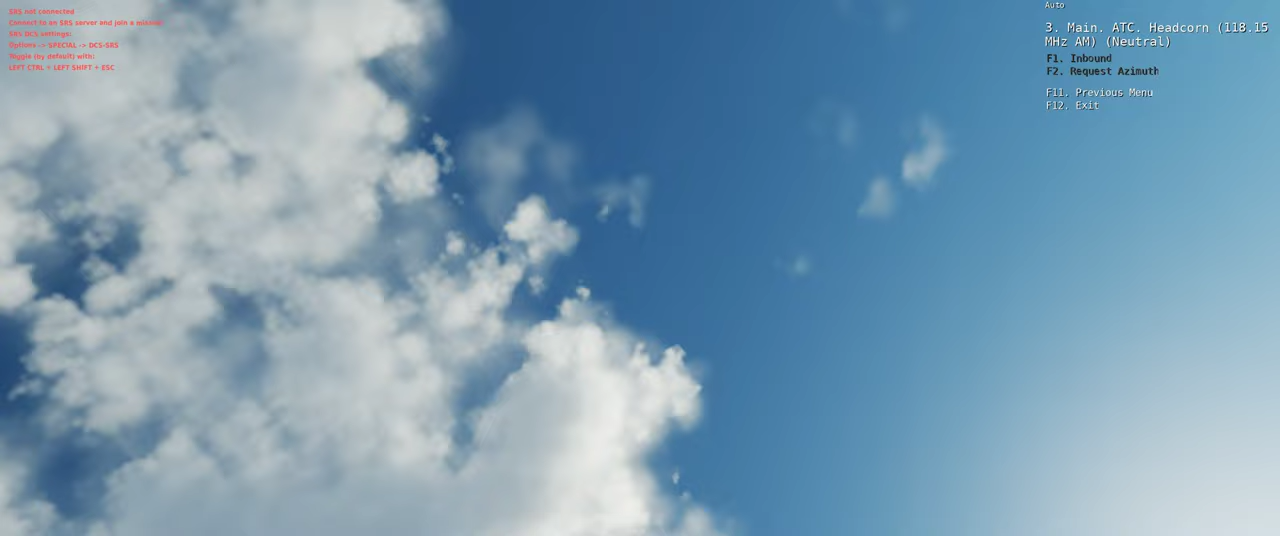 SRS not connected
Connect to an SRS server and join a mission
SRS DCS settings:
Options -> SPECIAL -> DCS-SRS
Toggle (by default) with:
LEFT CTRL + LEFT SHIFT + ESC
Auto
3. Main. ATC. Headcorn (118.15
MHz AM) (Neutral)
F1. Inbound
F2. Request Azimuth
F11. Previous Menu
F12. Exit